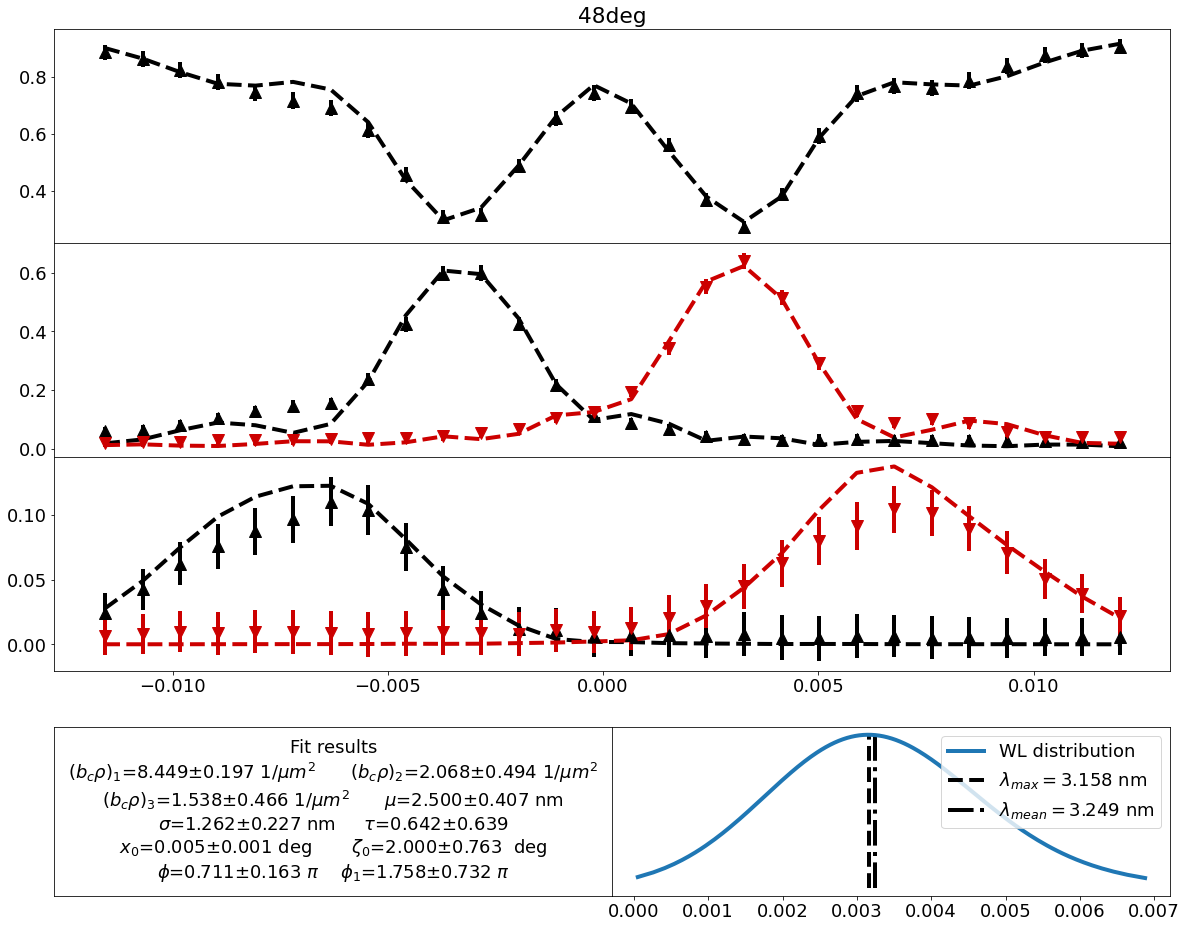 48deg
0.8
0.6
0.4
0.6
0.4
0.2
0.0
0.10
0.05
0.00
−0.010 −0.005 0.000 0.005 0.010
Fit results
(b_cρ)_1=8.449±0.197 1/μm^2 (b_cρ)_2=2.068±0.494 1/μm^2
(b_cρ)_3=1.538±0.466 1/μm^2 μ=2.500±0.407 nm
σ=1.262±0.227 nm τ=0.642±0.639
x_0=0.005±0.001 deg ζ_0=2.000±0.763 deg
ϕ=0.711±0.163 π ϕ_1=1.758±0.732 π
WL distribution
λ_max = 3.158 nm
λ_mean = 3.249 nm
0.000 0.001 0.002 0.003 0.004 0.005 0.006 0.007